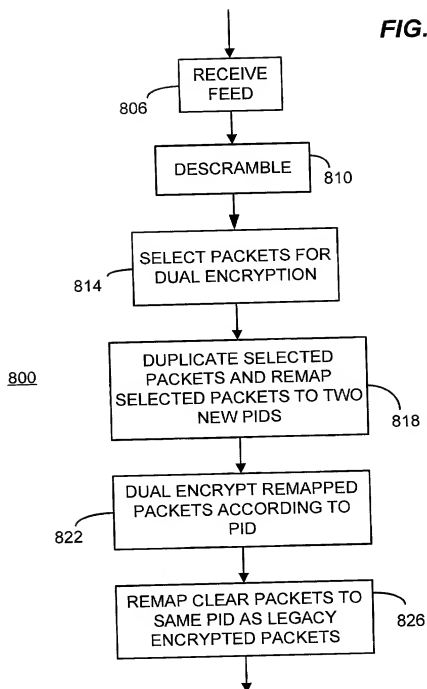 FIG.
RECEIVE
FEED
806
DESCRAMBLE
810
SELECT PACKETS FOR
DUAL ENCRYPTION
814
800
DUPLICATE SELECTED
PACKETS AND REMAP
SELECTED PACKETS TO TWO
NEW PIDS
818
DUAL ENCRYPT REMAPPED
PACKETS ACCORDING TO
PID
822
REMAP CLEAR PACKETS TO
SAME PID AS LEGACY
ENCRYPTED PACKETS
826